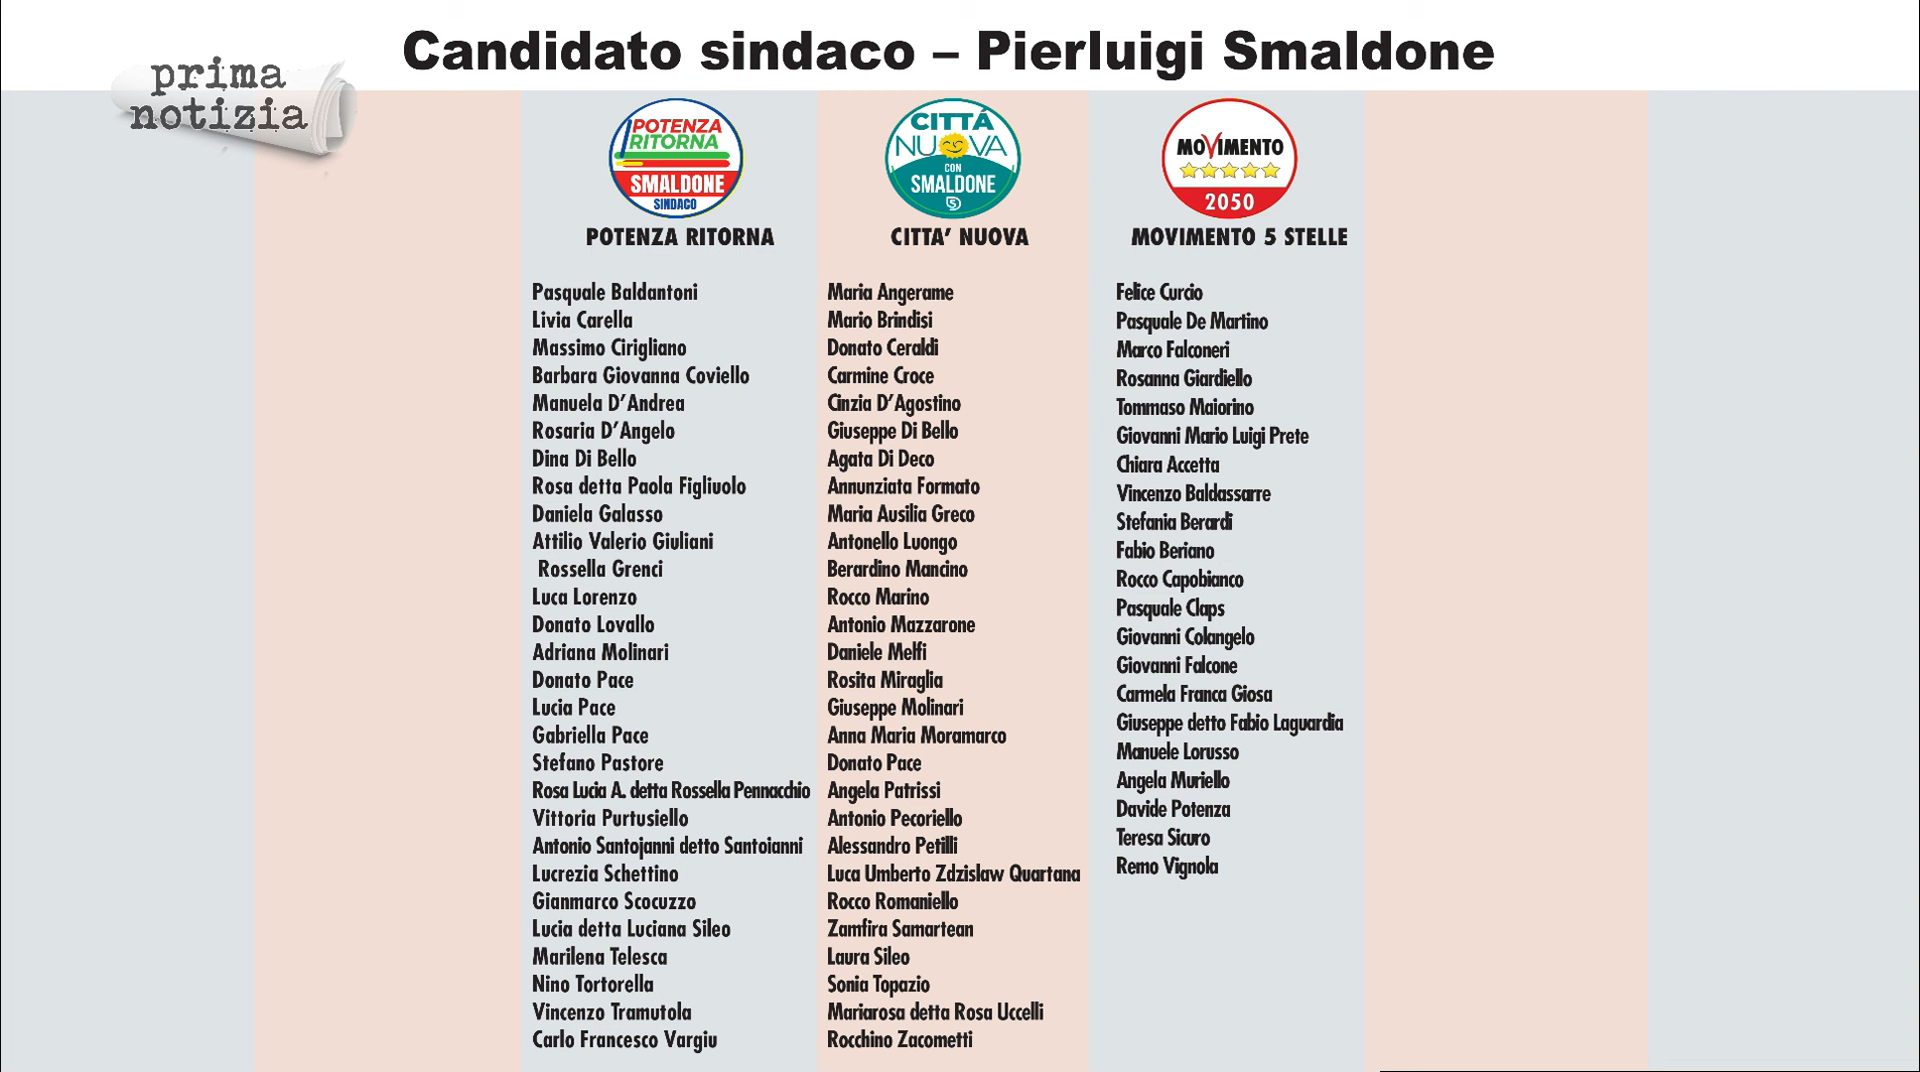 Candidato sindaco – Pierluigi Smaldone
prima
notizia
POTENZA
RITORNA
SMALDONE
SINDACO
POTENZA RITORNA
Pasquale Baldantoni
Livia Carella
Massimo Cirigliano
Barbara Giovanna Coviello
Manuela D'Andrea
Rosaria D'Angelo
Dina Di Bello
Rosa detta Paola Figliuolo
Daniela Galasso
Attilio Valerio Giuliani
Rossella Grenci
Luca Lorenzo
Donato Lovallo
Adriana Molinari
Donato Pace
Lucia Pace
Gabriella Pace
Stefano Pastore
Rosa Lucia A. detta Rossella Pennacchio
Vittoria Purtusiello
Antonio Santojanni detto Santoianni
Lucrezia Schettino
Gianmarco Scocuzzo
Lucia detta Luciana Sileo
Marilena Telesca
Nino Tortorella
Vincenzo Tramutola
Carlo Francesco Vargiu
CITTÁ
NUOVA
CON
SMALDONE
CITTA' NUOVA
Maria Angerame
Mario Brindisi
Donato Ceraldi
Carmine Croce
Cinzia D'Agostino
Giuseppe Di Bello
Agata Di Deco
Annunziata Formato
Maria Ausilia Greco
Antonello Luongo
Berardino Mancino
Rocco Marino
Antonio Mazzarone
Daniele Melfi
Rosita Miraglia
Giuseppe Molinari
Anna Maria Moramarco
Donato Pace
Angela Patrissi
Antonio Pecoriello
Alessandro Petilli
Luca Umberto Zdzislaw Quartana
Rocco Romaniello
Zamfira Samartean
Laura Sileo
Sonia Topazio
Mariarosa detta Rosa Uccelli
Rocchino Zacometti
MOVIMENTO
2050
MOVIMENTO 5 STELLE
Felice Curcio
Pasquale De Martino
Marco Falconeri
Rosanna Giardiello
Tommaso Maiorino
Giovanni Mario Luigi Prete
Chiara Accetta
Vincenzo Baldassarre
Stefania Berardi
Fabio Beriano
Rocco Capobianco
Pasquale Claps
Giovanni Colangelo
Giovanni Falcone
Carmela Franca Giosa
Giuseppe detto Fabio Laguardia
Manuele Lorusso
Angela Muriello
Davide Potenza
Teresa Sicuro
Remo Vignola